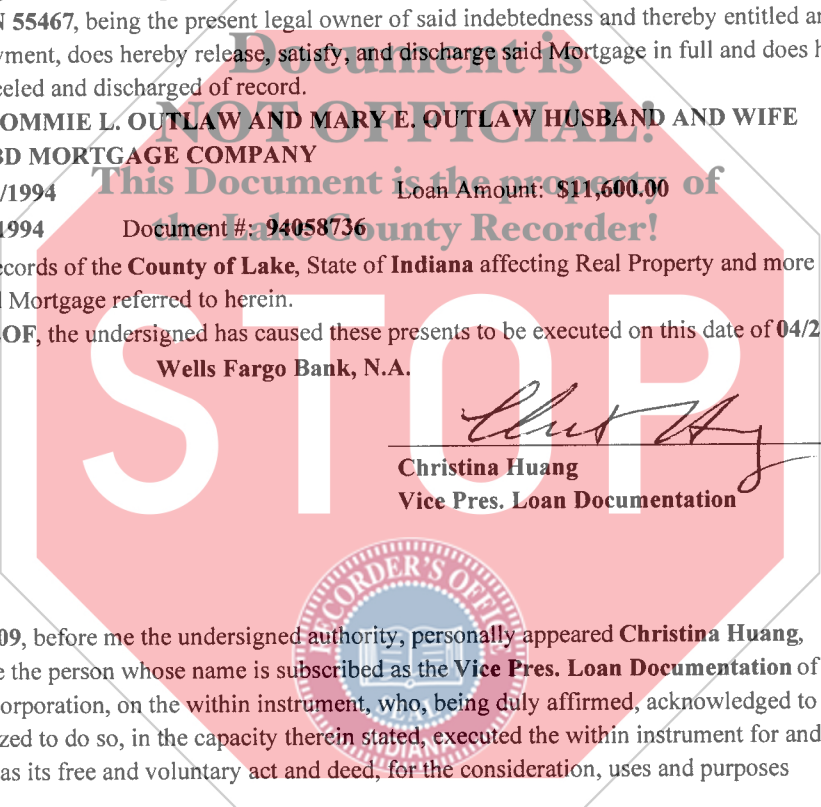 N 55467, being the present legal owner of said indebtedness and thereby entitled a
yment, does hereby release, satisfy, and discharge said Mortgage in full and does h
Document is
celed and discharged of record.
OMMIE L. OUTLAW AND MARY E. OUTLAW HUSBAND AND WIFE
NOT OFFICIAL!
BD MORTGAGE COMPANY
/1994 Loan Amount: $11,600.00
This Document is the property of
1994 Document #: 94058736
the Lake County Recorder!
ecords of the County of Lake, State of Indiana affecting Real Property and more
l Mortgage referred to herein.
OF, the undersigned has caused these presents to be executed on this date of 04/2
Wells Fargo Bank, N.A.
STOP
Christina Huang
Vice Pres. Loan Documentation
RECORDER'S OFFICE
09, before me the undersigned authority, personally appeared Christina Huang,
e the person whose name is subscribed as the Vice Pres. Loan Documentation of
orporation, on the within instrument, who, being duly affirmed, acknowledged to
SEAL
zed to do so, in the capacity therein stated, executed the within instrument for and
INDIANA
as its free and voluntary act and deed, for the consideration, uses and purposes